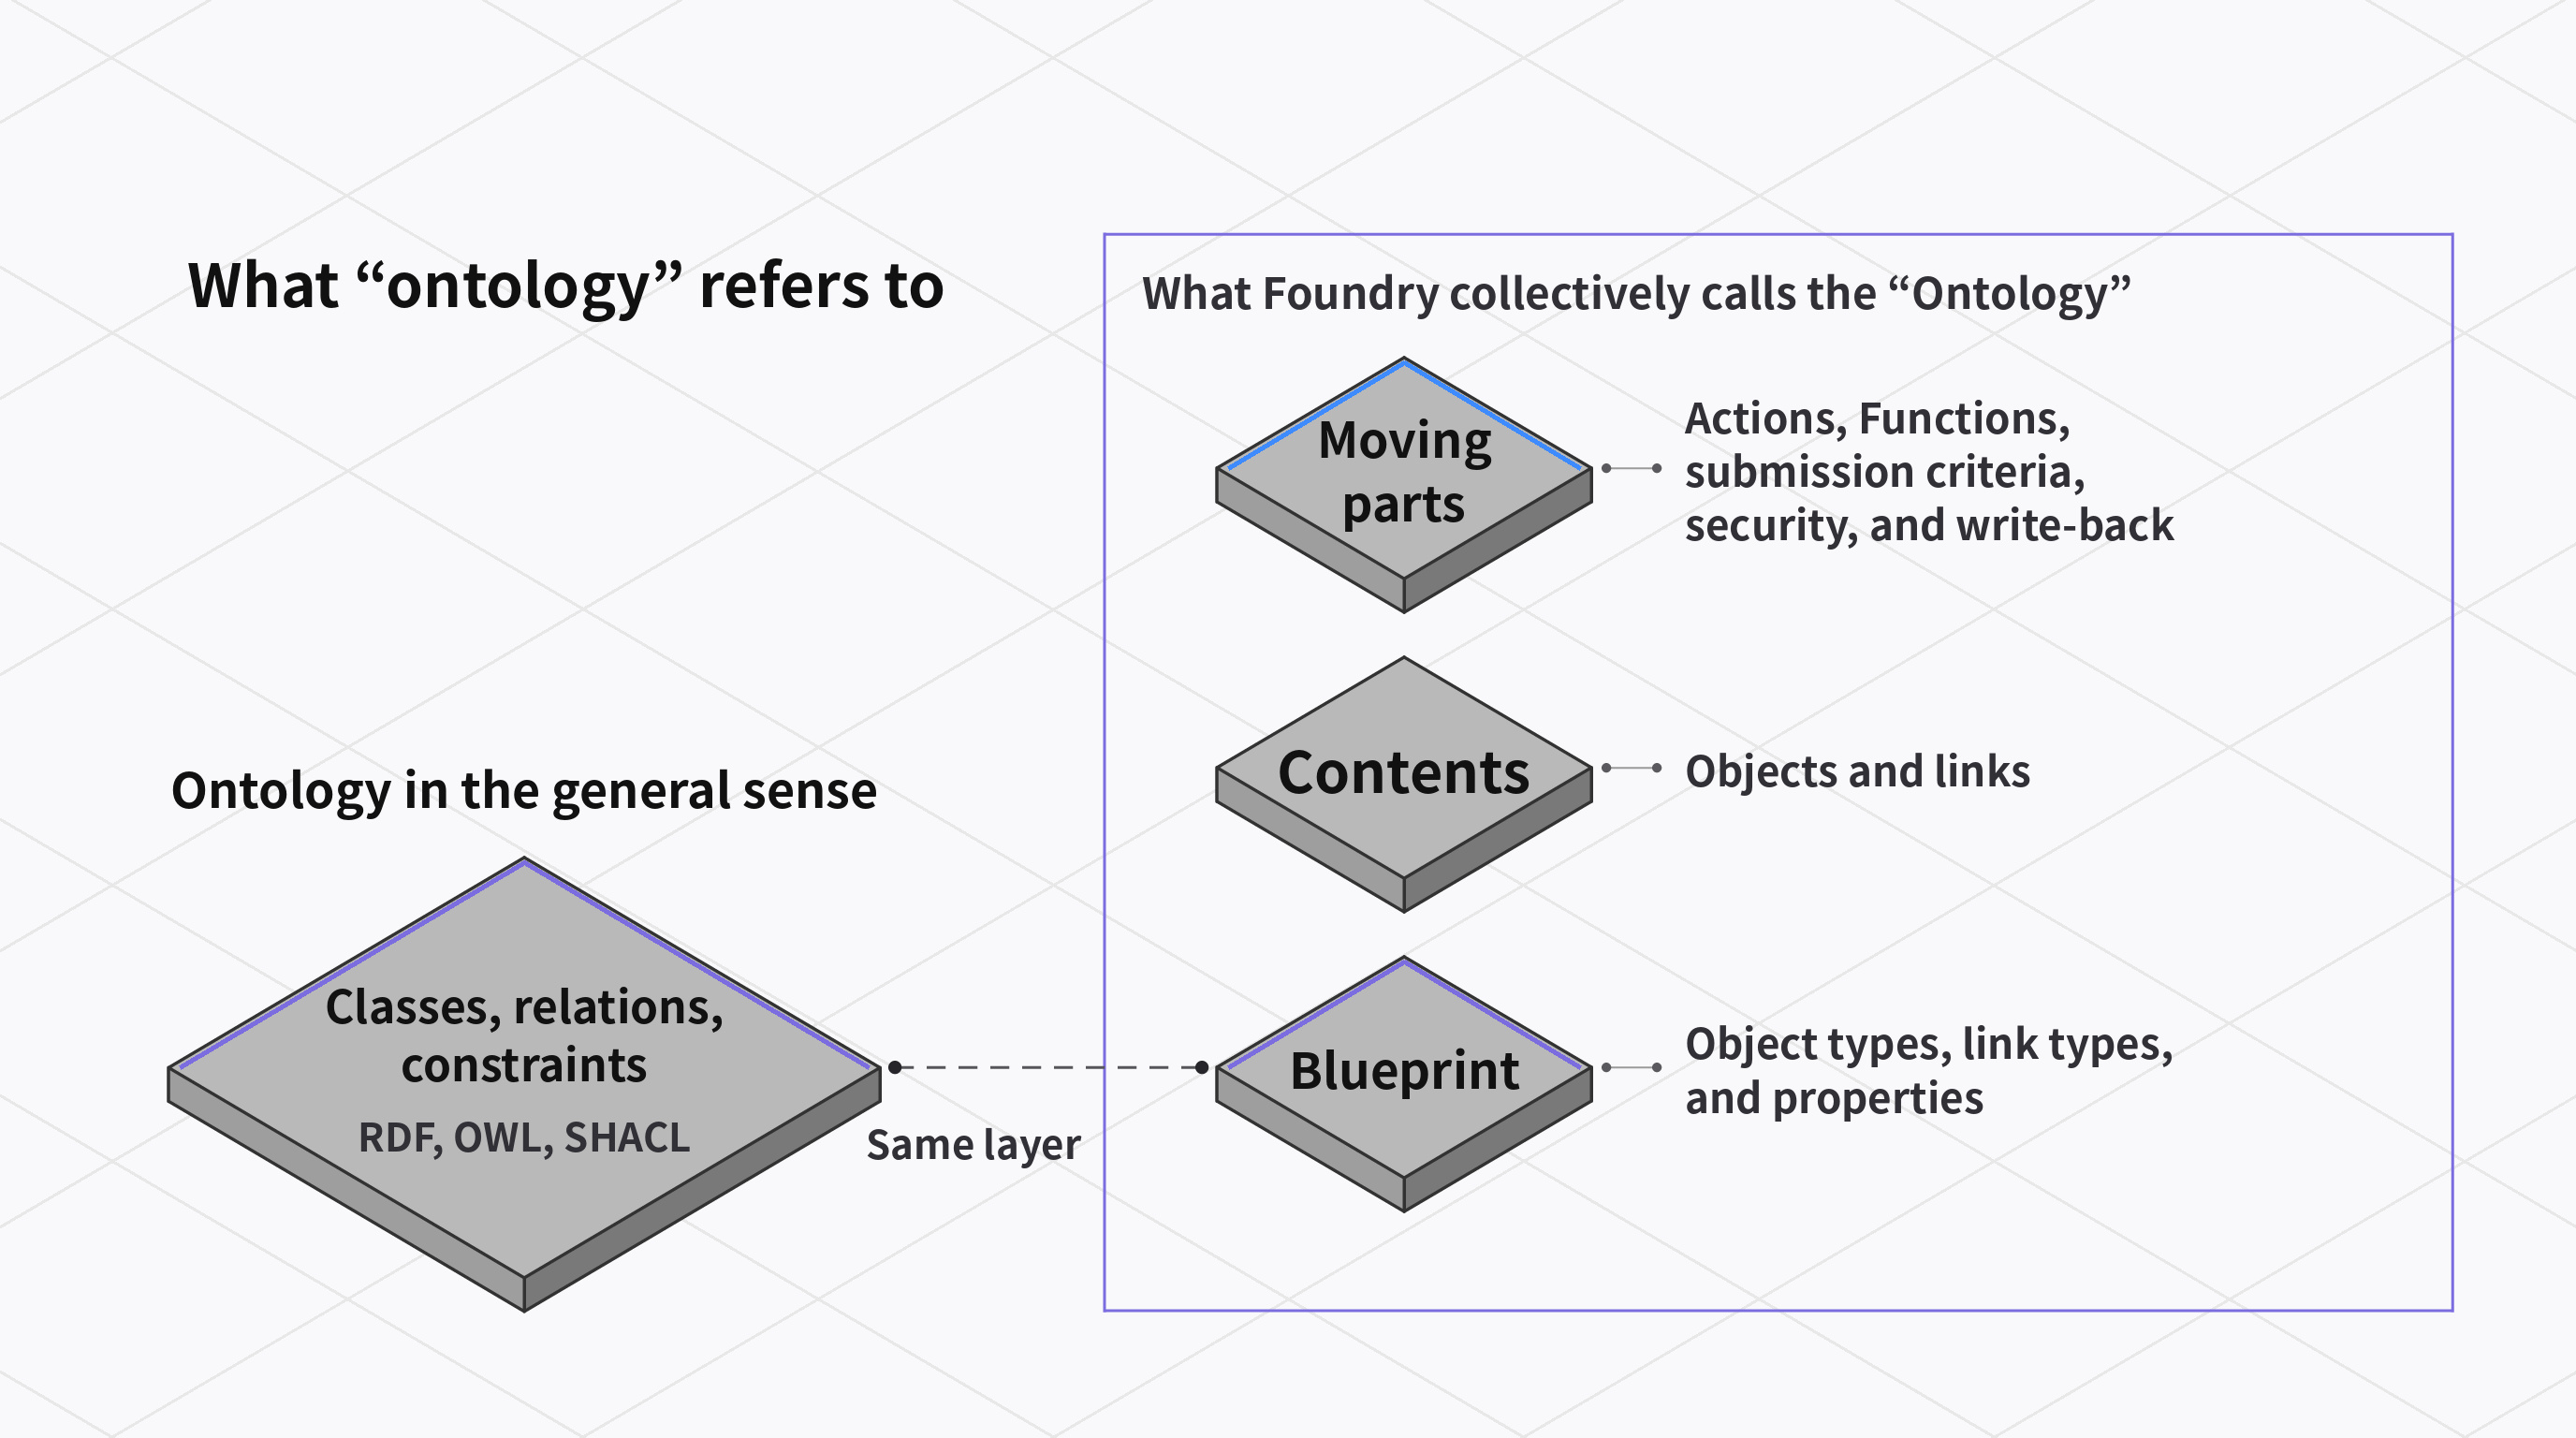 What “ontology” refers to
What Foundry collectively calls the “Ontology”
Moving
parts
Actions, Functions,
submission criteria,
security, and write-back
Contents
Objects and links
Ontology in the general sense
Classes, relations,
constraints
RDF, OWL, SHACL
Same layer
Blueprint
Object types, link types,
and properties